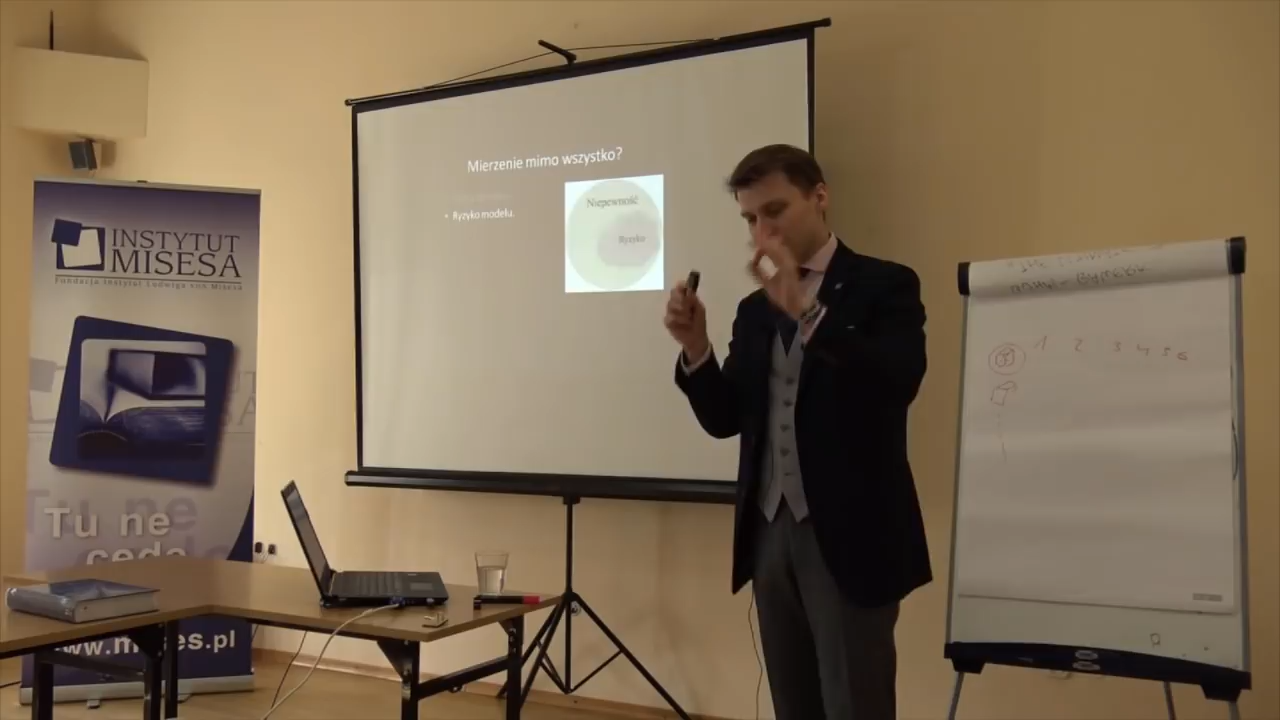 INSTYTUT
MISESA
Fundacja Instytut Ludwiga von Misesa
Tu ne
ceda
www.mises.pl
Mierzenie mimo wszystko?
• Ryzyko modelu.
Niepewność
Ryzyko
1 2 3 4 5 6